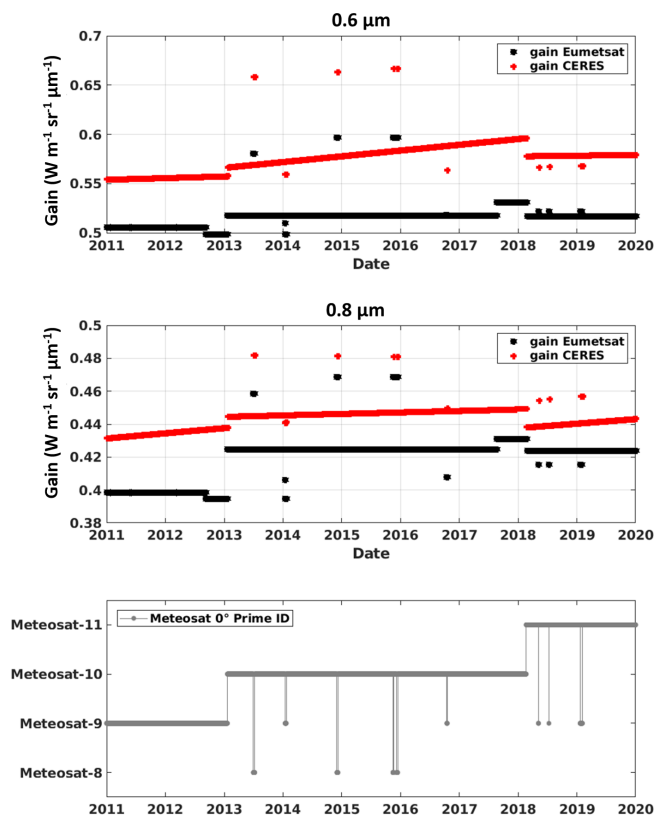 0.6 μm
0.7
gain Eumetsat
gain CERES
0.65
0.6
0.55
0.5
Gain (W m-1 sr-1 μm-1)
2011 2012 2013 2014 2015 2016 2017 2018 2019 2020
Date
0.8 μm
0.5
gain Eumetsat
gain CERES
0.48
0.46
0.44
0.42
0.4
0.38
Gain (W m-1 sr-1 μm-1)
2011 2012 2013 2014 2015 2016 2017 2018 2019 2020
Date
Meteosat 0° Prime ID
Meteosat-11
Meteosat-10
Meteosat-9
Meteosat-8
2011 2012 2013 2014 2015 2016 2017 2018 2019 2020